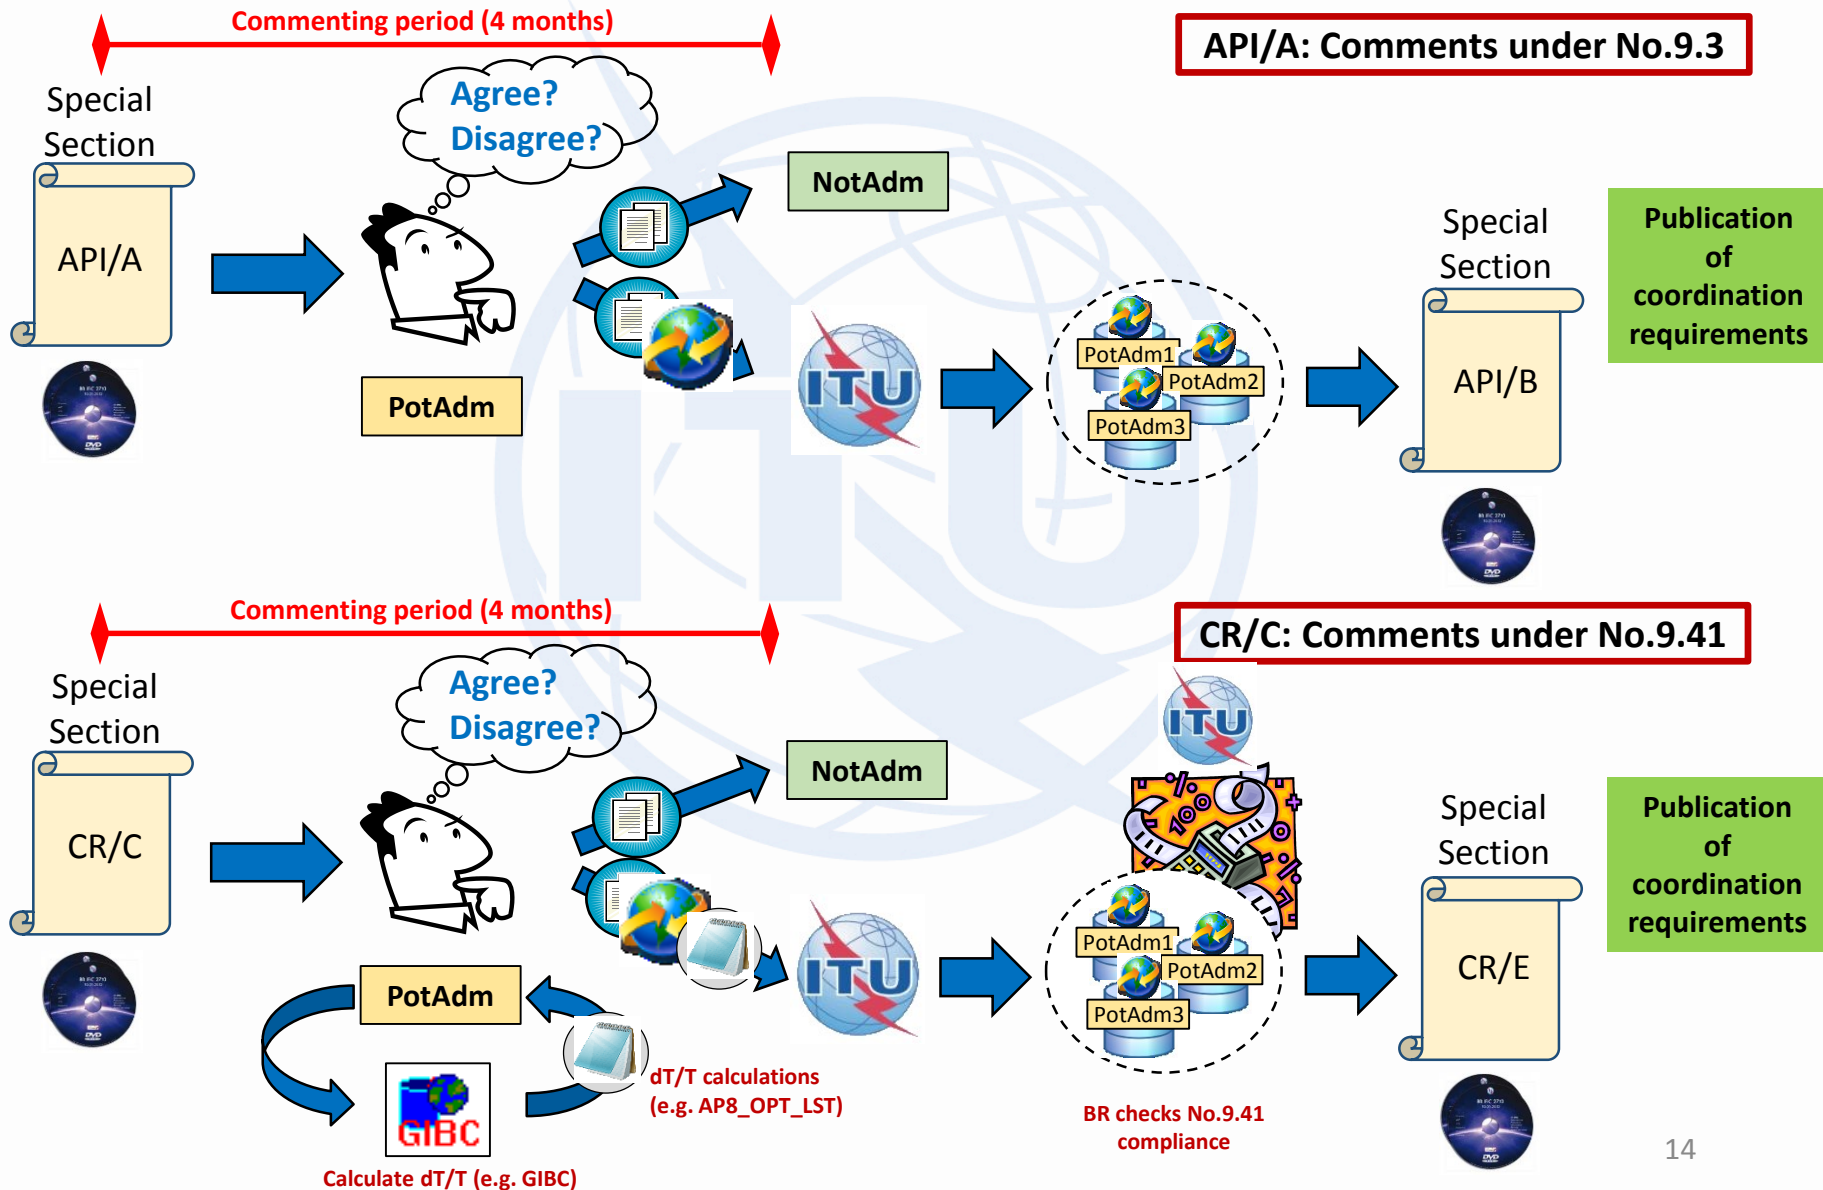 Commenting period (4 months)
API/A: Comments under No.9.3
Special
Section
API/A
Agree?
Disagree?
PotAdm
NotAdm
ITU
PotAdm1
PotAdm2
PotAdm3
Special
Section
API/B
Publication
of
coordination
requirements
ITU
Commenting period (4 months)
CR/C: Comments under No.9.41
Special
Section
CR/C
Agree?
Disagree?
NotAdm
PotAdm
GIBC
Calculate dT/T (e.g. GIBC)
dT/T calculations
(e.g. AP8_OPT_LST)
ITU
ITU
PotAdm1
PotAdm2
PotAdm3
BR checks No.9.41
compliance
Special
Section
CR/E
Publication
of
coordination
requirements
14